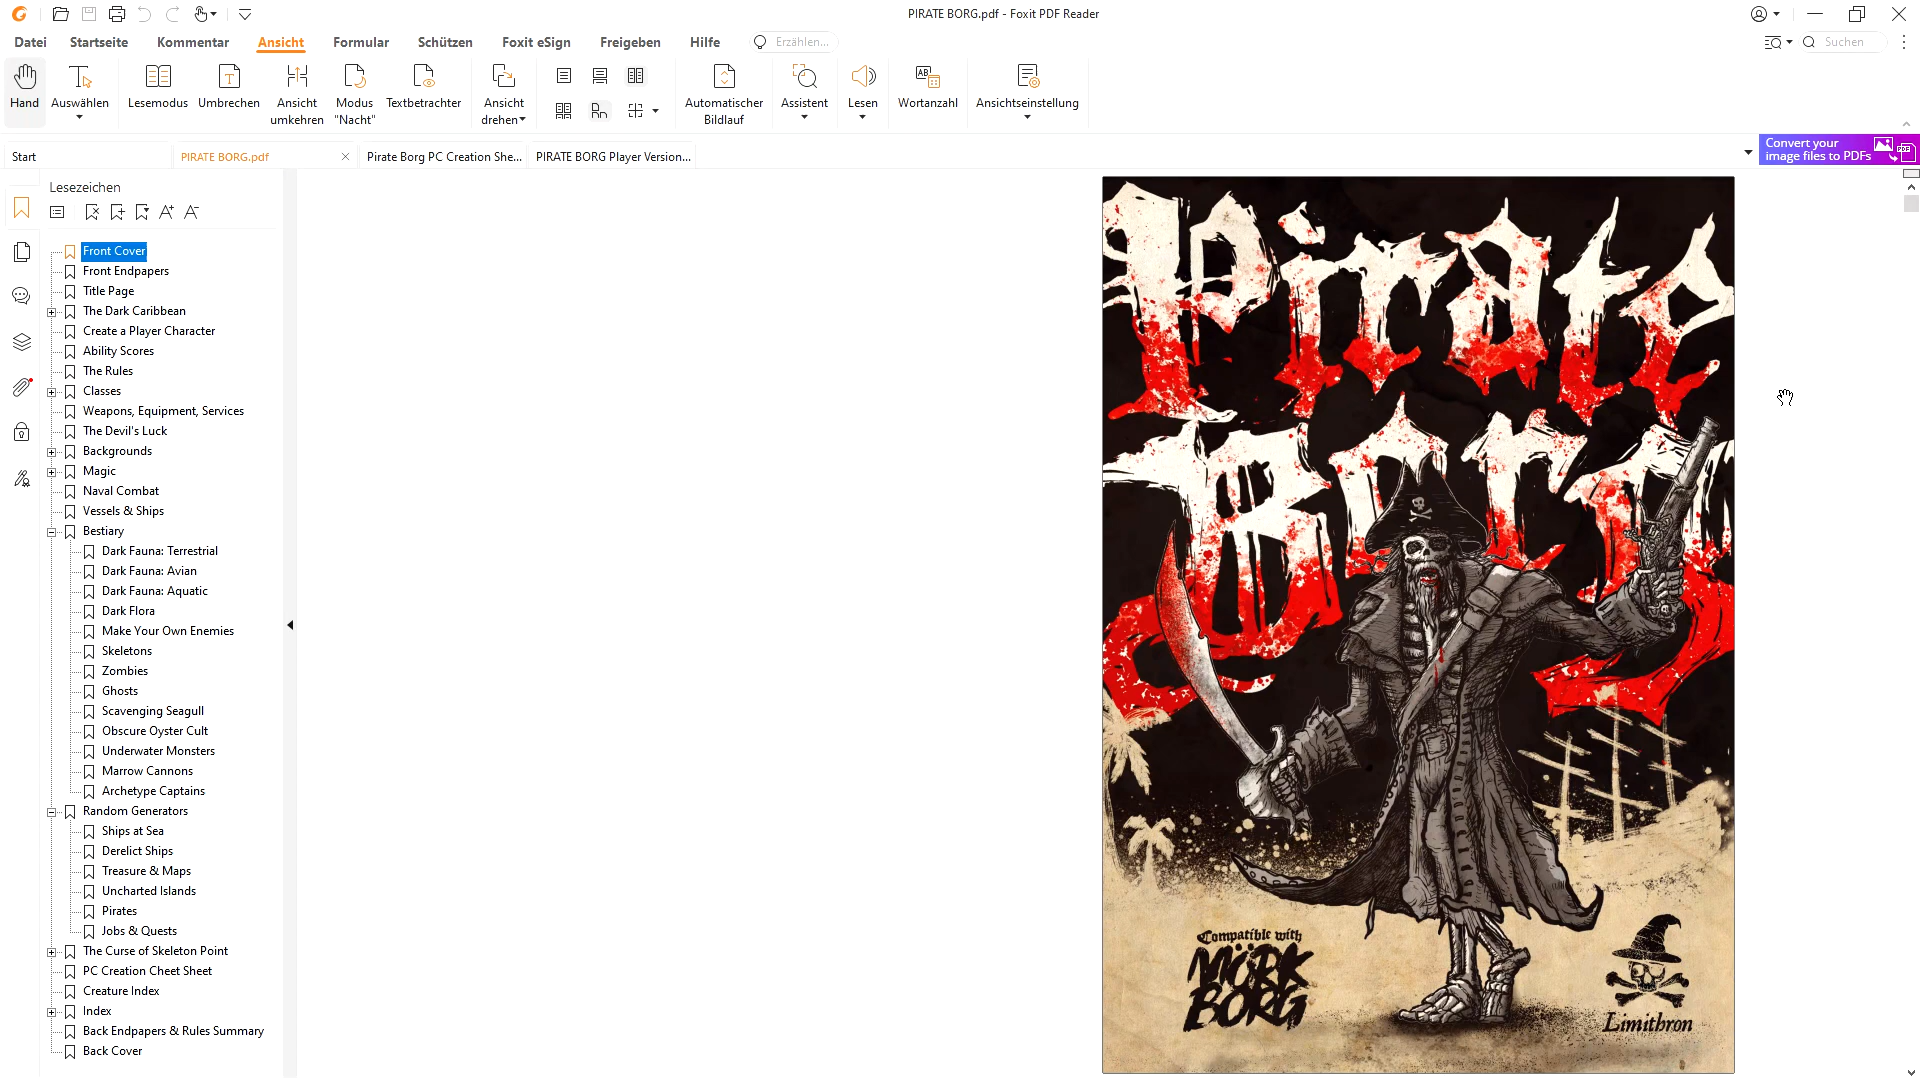 PIRATE BORG.pdf - Foxit PDF Reader
Datei Startseite Kommentar Ansicht Formular Schützen Foxit eSign Freigeben Hilfe Erzählen... Suchen
Hand Auswählen Lesemodus Umbrechen Ansicht umkehren Modus "Nacht" Textbetrachter Ansicht drehen Automatischer Bildlauf Assistent Lesen Wortanzahl Ansichtseinstellung
Start PIRATE BORG.pdf Pirate Borg PC Creation She... PIRATE BORG Player Version...
Convert your
image files to PDFs
PDF
Lesezeichen
Front Cover
Front Endpapers
Title Page
The Dark Caribbean
Create a Player Character
Ability Scores
The Rules
Classes
Weapons, Equipment, Services
The Devil's Luck
Backgrounds
Magic
Naval Combat
Vessels & Ships
Bestiary
Dark Fauna: Terrestrial
Dark Fauna: Avian
Dark Fauna: Aquatic
Dark Flora
Make Your Own Enemies
Skeletons
Zombies
Ghosts
Scavenging Seagull
Obscure Oyster Cult
Underwater Monsters
Marrow Cannons
Archetype Captains
Random Generators
Ships at Sea
Derelict Ships
Treasure & Maps
Uncharted Islands
Pirates
Jobs & Quests
The Curse of Skeleton Point
PC Creation Cheet Sheet
Creature Index
Index
Back Endpapers & Rules Summary
Back Cover
Pirate
BORG
Compatible with
MÖRK
BORG
Limithron